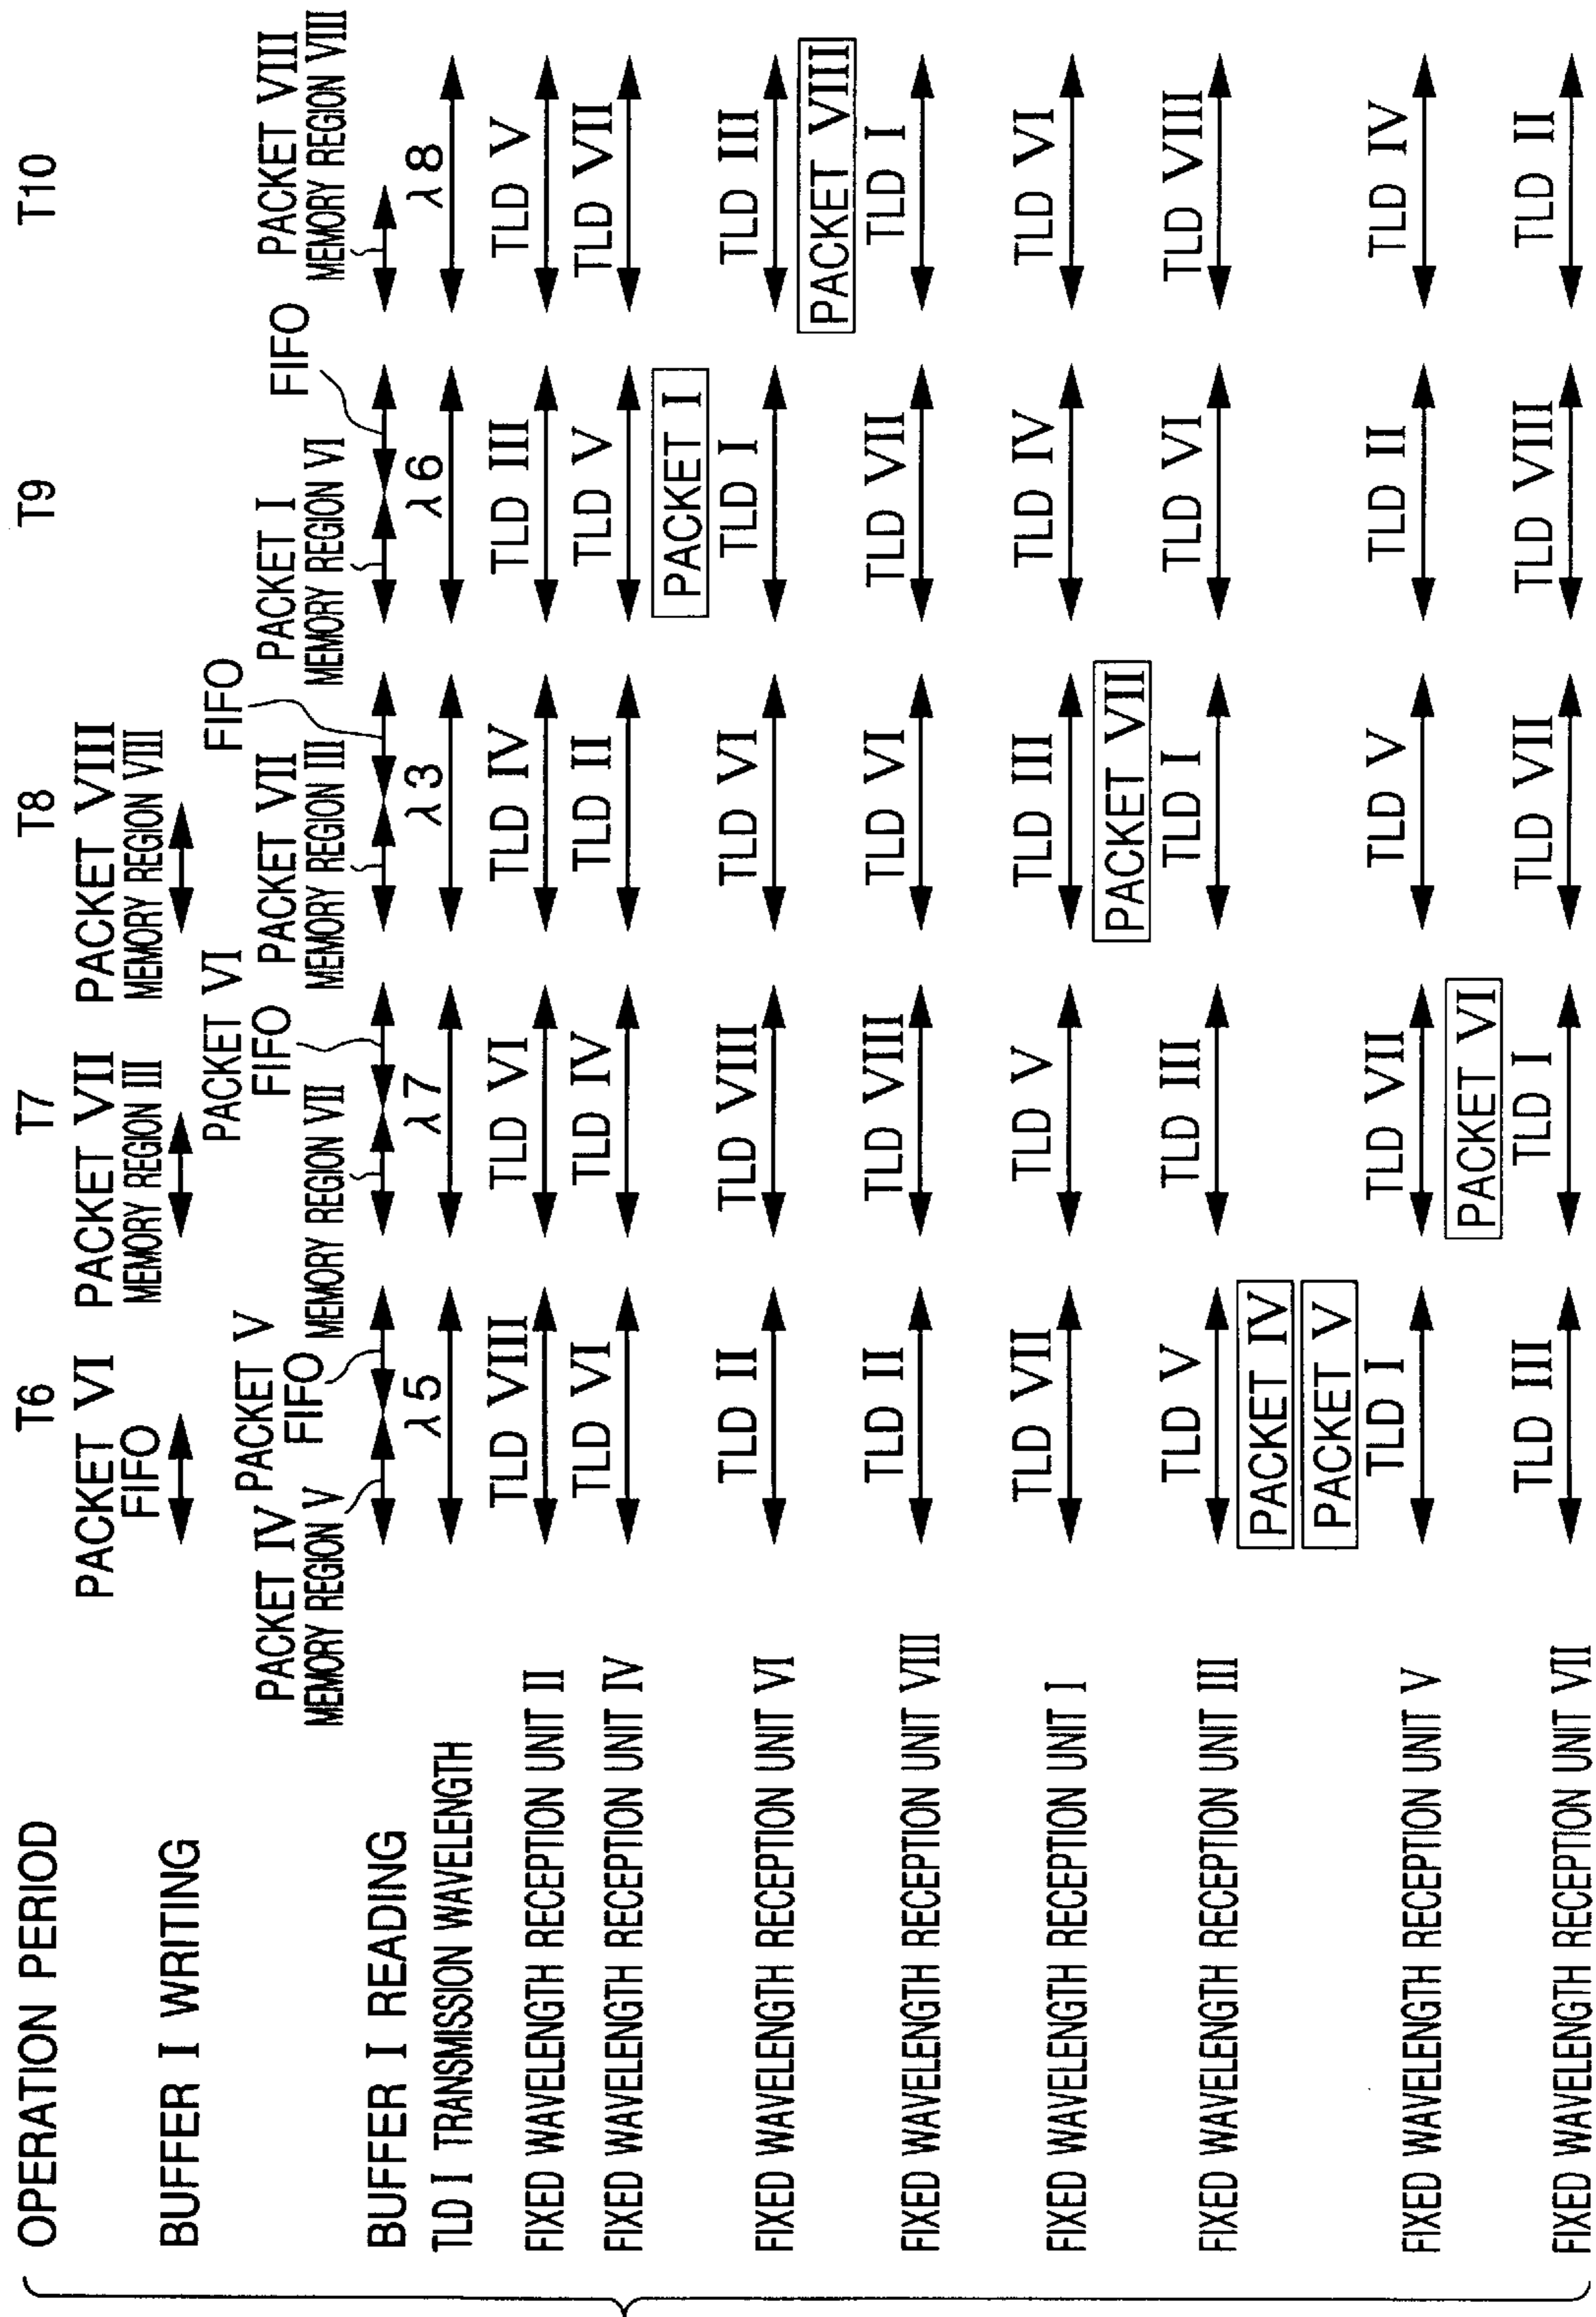 OPERATION PERIOD T6 T7 T8 T9 T10
PACKET VI PACKET VII PACKET VIII
FIFO MEMORY REGION III MEMORY REGION VIII
BUFFER I WRITING
PACKET VI FIFO
PACKET IV PACKET V FIFO PACKET VII PACKET I PACKET VIII
MEMORY REGION V FIFO MEMORY REGION VII MEMORY REGION III MEMORY REGION VI MEMORY REGION VIII
BUFFER I READING
TLD I TRANSMISSION WAVELENGTH λ5 λ7 λ3 λ6 λ8
FIXED WAVELENGTH RECEPTION UNIT II TLD VIII TLD VI TLD IV TLD III TLD V
FIXED WAVELENGTH RECEPTION UNIT IV TLD VI TLD IV TLD II TLD V TLD VII
PACKET I
FIXED WAVELENGTH RECEPTION UNIT VI TLD II TLD VIII TLD VI TLD I TLD III
PACKET VIII
FIXED WAVELENGTH RECEPTION UNIT VIII TLD II TLD VIII TLD VI TLD VII TLD I
FIXED WAVELENGTH RECEPTION UNIT I TLD VII TLD V TLD III TLD IV TLD VI
PACKET VII
FIXED WAVELENGTH RECEPTION UNIT III TLD V TLD III TLD I TLD VI TLD VIII
PACKET IV
PACKET V
FIXED WAVELENGTH RECEPTION UNIT V TLD I TLD VII TLD V TLD II TLD IV
PACKET VI
FIXED WAVELENGTH RECEPTION UNIT VII TLD III TLD I TLD VII TLD VIII TLD II